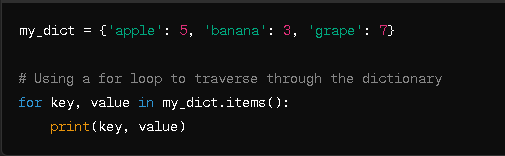 my_dict = {'apple': 5, 'banana': 3, 'grape': 7}
# Using a for loop to traverse through the dictionary
for key, value in my_dict.items():
    print(key, value)